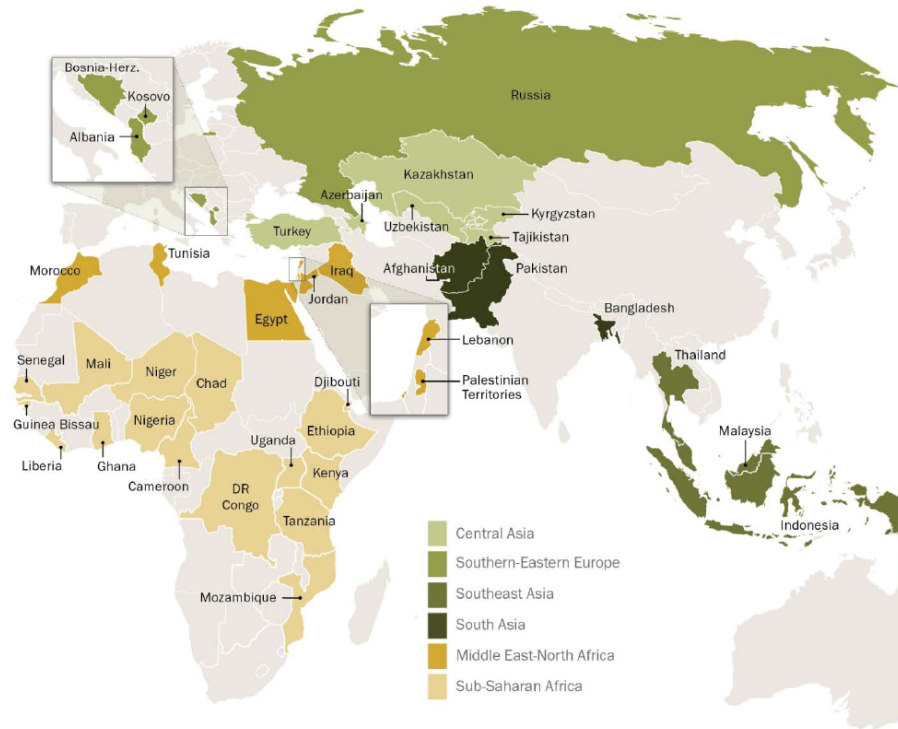 Bosnia-Herz.
Kosovo
Albania
Russia
Kazakhstan
Azerbaijan
Kyrgyzstan
Uzbekistan
Turkey
Tajikistan
Tunisia
Afghanistan
Pakistan
Morocco
Iraq
Jordan
Egypt
Bangladesh
Lebanon
Thailand
Senegal
Mali
Niger
Chad
Djibouti
Palestinian
Territories
Guinea Bissau
Nigeria
Ethiopia
Uganda
Malaysia
Liberia
Ghana
Cameroon
Kenya
DR
Congo
Tanzania
Indonesia
Mozambique
Central Asia
Southern-Eastern Europe
Southeast Asia
South Asia
Middle East-North Africa
Sub-Saharan Africa